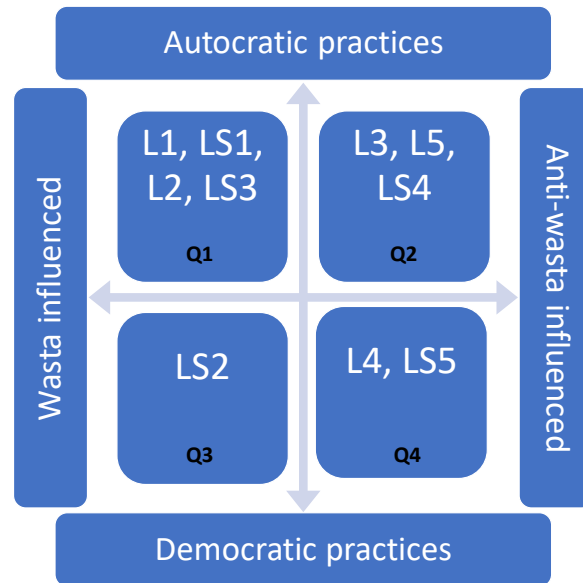 Autocratic practices
Wasta influenced
L1, LS1,
L2, LS3
Q1
L3, L5,
LS4
Q2
Anti-wasta influenced
LS2
Q3
L4, LS5
Q4
Democratic practices